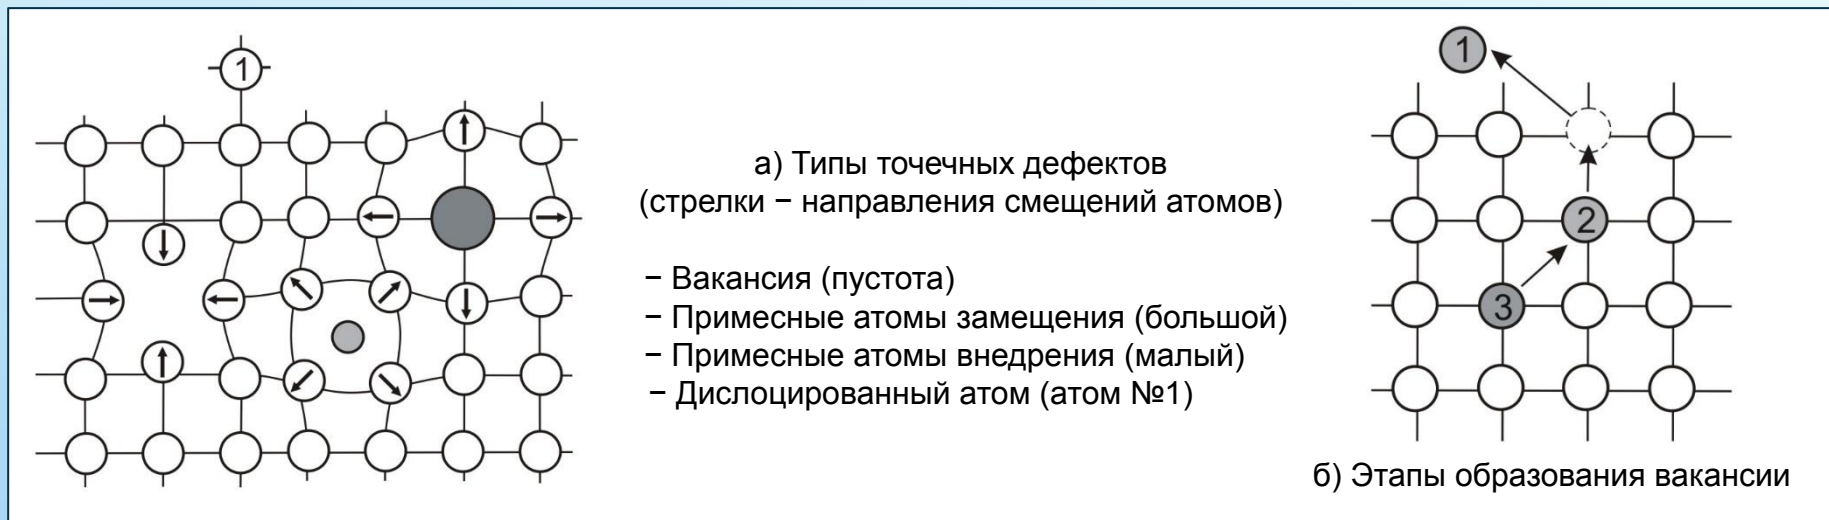 1
а) Типы точечных дефектов
(стрелки − направления смещений атомов)
− Вакансия (пустота)
− Примесные атомы замещения (большой)
− Примесные атомы внедрения (малый)
− Дислоцированный атом (атом №1)
1
2
3
б) Этапы образования вакансии